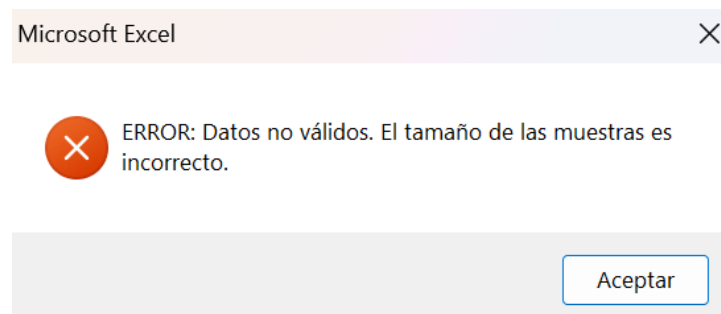 Microsoft Excel
ERROR: Datos no válidos. El tamaño de las muestras es
incorrecto.
Aceptar